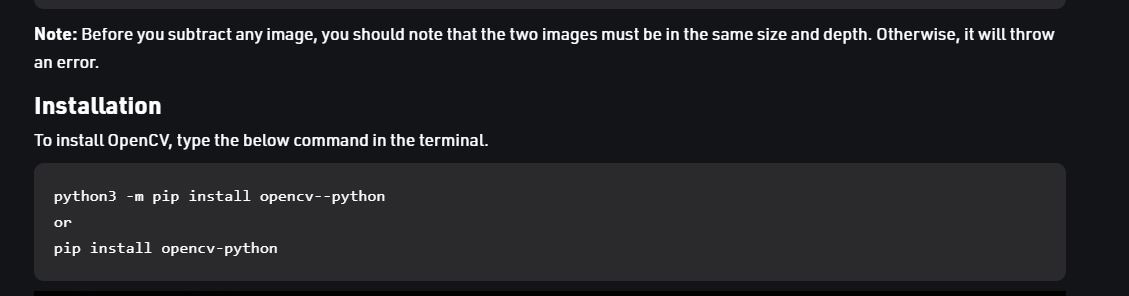 Note: Before you subtract any image, you should note that the two images must be in the same size and depth. Otherwise, it will throw
an error.
Installation
To install OpenCV, type the below command in the terminal.
python3 -m pip install opencv--python
or
pip install opencv-python